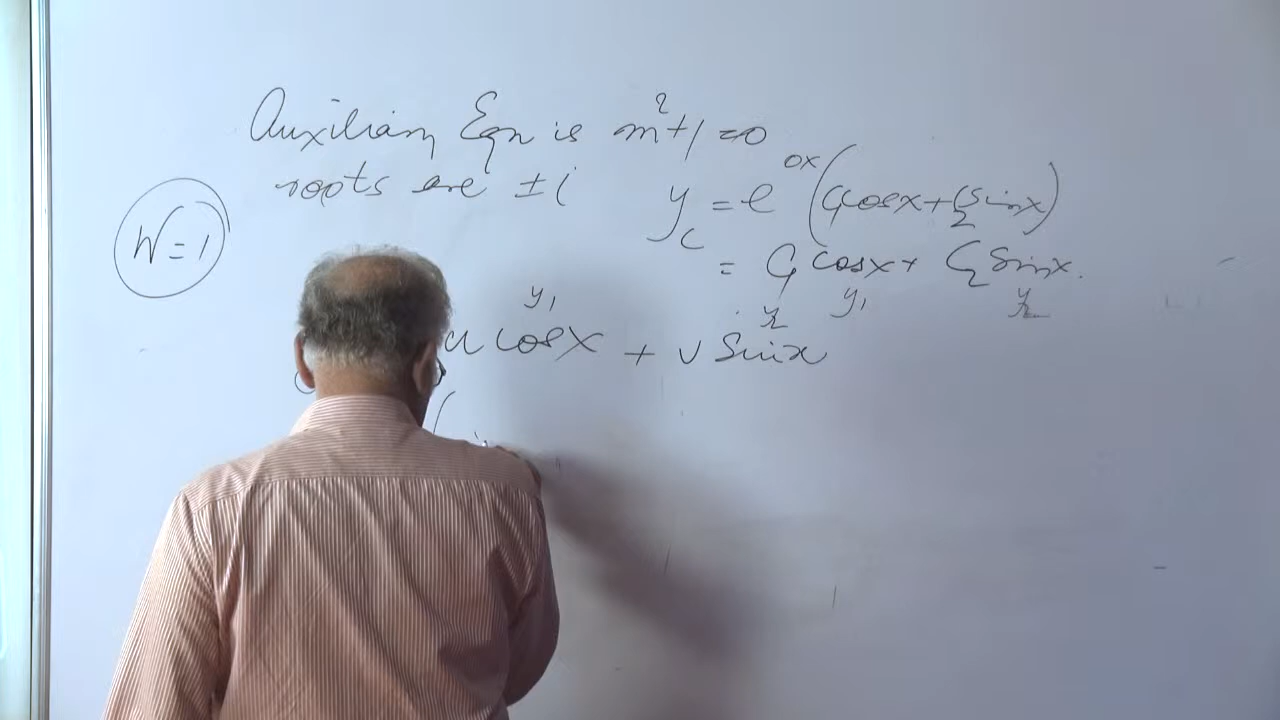 Auxiliary Eqn is m²+1=0
roots are ±i
y_c = e^{0x}(C₁cosx+C₂sinx)
W=1
= C₁ cosx + C₂ sinx.
y₁ y₂
y₁ y₂
u cosx + v sinx
(